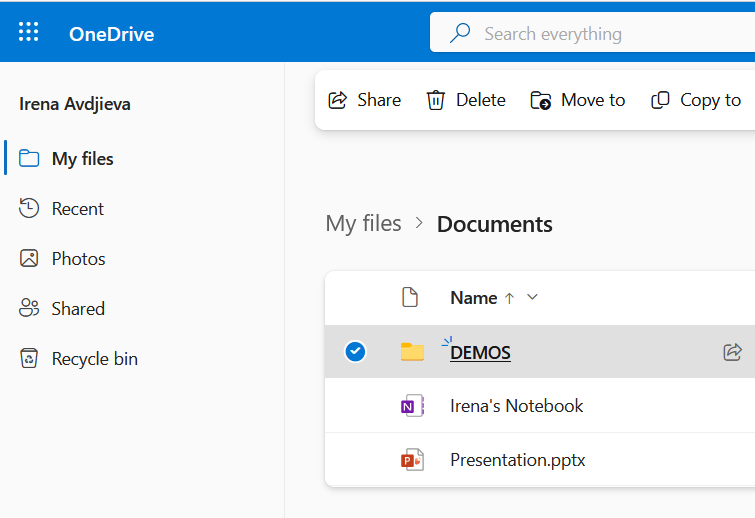 OneDrive
Search everything
Irena Avdjieva
My files
Recent
Photos
Shared
Recycle bin
Share Delete Move to Copy to
My files > Documents
Name
DEMOS
Irena's Notebook
Presentation.pptx